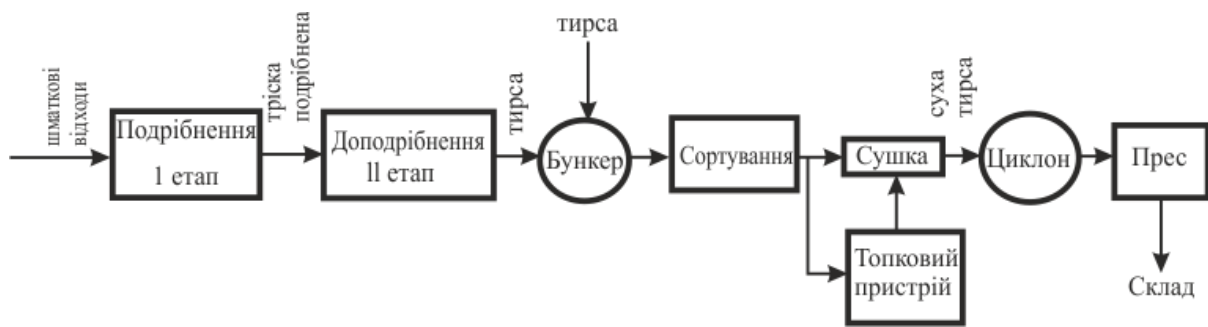 шматкові
відходи
Подрібнення
1 етап
тріска
подрібнена
Доподрібнення
ll етап
тирса
тирса
Бункер
Сортування
Сушка
Топковий
пристрій
суха
тирса
Циклон
Прес
Склад